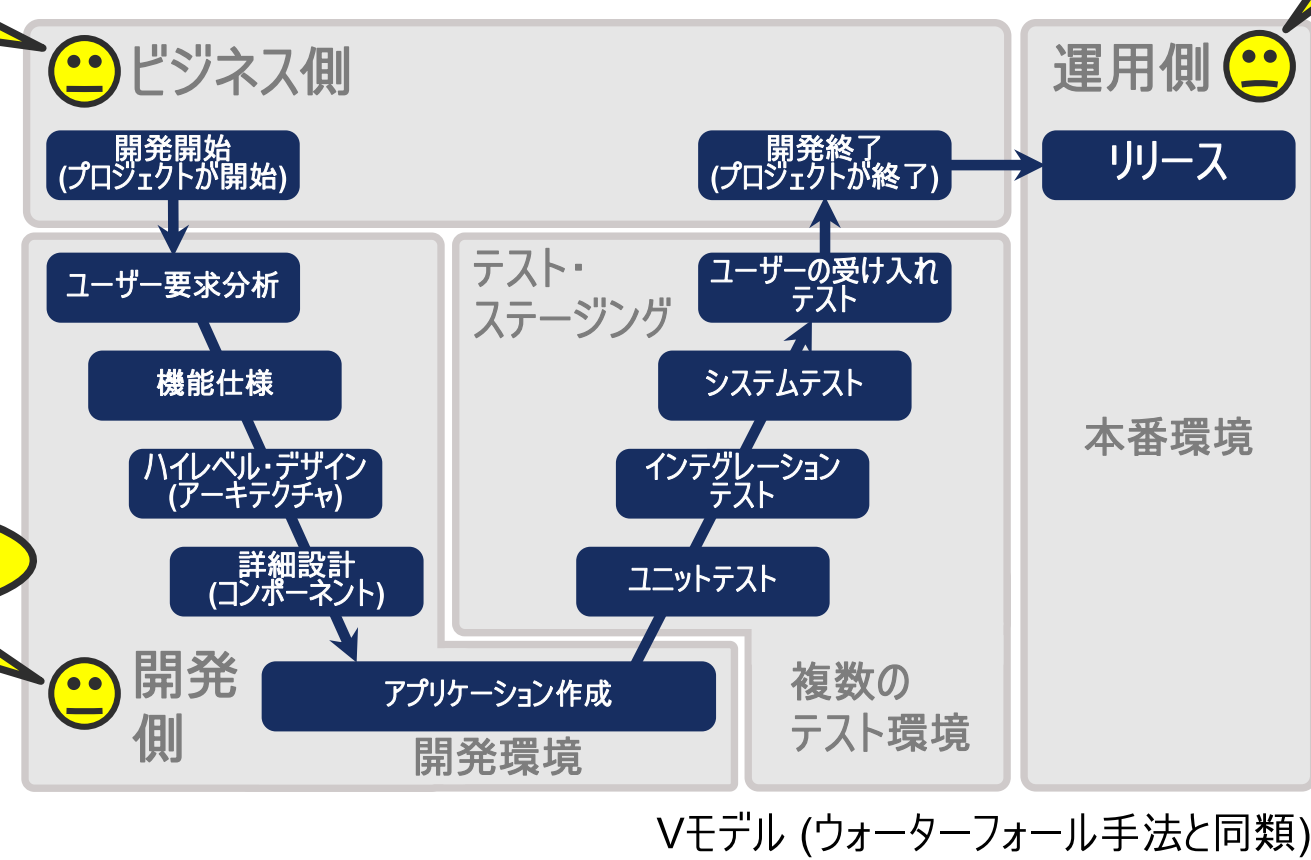 ビジネス側
運用側
開発開始
(プロジェクトが開始)
開発終了
(プロジェクトが終了)
リリース
ユーザー要求分析
機能仕様
ハイレベル・デザイン
(アーキテクチャ)
詳細設計
(コンポーネント)
開発
側
アプリケーション作成
開発環境
テスト・
ステージング
ユーザーの受け入れ
テスト
システムテスト
インテグレーション
テスト
ユニットテスト
複数の
テスト環境
本番環境
Vモデル (ウォーターフォール手法と同類)